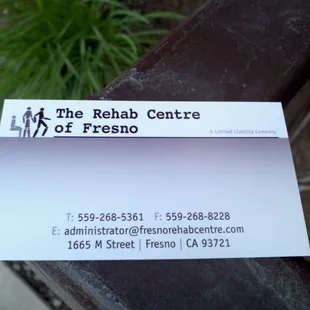 The Rehab Centre
of Fresno
A Limited Liability Company
T: 559-268-5361 F: 559-268-8228
E: administrator@fresnorehabcentre.com
1665 M Street | Fresno | CA 93721